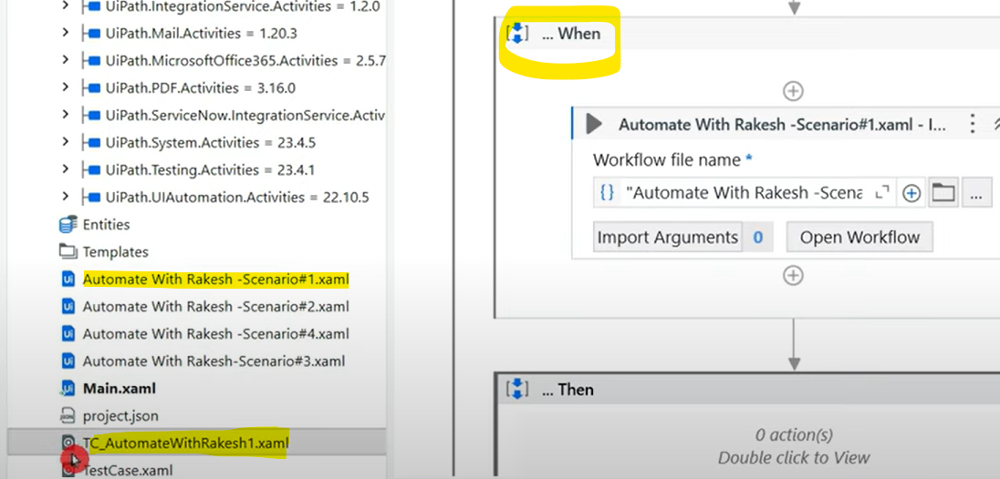 UiPath.IntegrationService.Activities = 1.2.0
UiPath.Mail.Activities = 1.20.3
UiPath.MicrosoftOffice365.Activities = 2.5.7
UiPath.PDF.Activities = 3.16.0
UiPath.ServiceNow.IntegrationService.Activ
UiPath.System.Activities = 23.4.5
UiPath.Testing.Activities = 23.4.1
UiPath.UIAutomation.Activities = 22.10.5
Entities
Templates
Automate With Rakesh -Scenario#1.xaml
Automate With Rakesh -Scenario#2.xaml
Automate With Rakesh -Scenario#4.xaml
Automate With Rakesh-Scenario#3.xaml
Main.xaml
project.json
TC_AutomateWithRakesh1.xaml
TestCase.xaml
... When
Automate With Rakesh -Scenario#1.xaml - I...
Workflow file name *
{} "Automate With Rakesh -Scena
...
Import Arguments 0
Open Workflow
... Then
0 action(s)
Double click to View